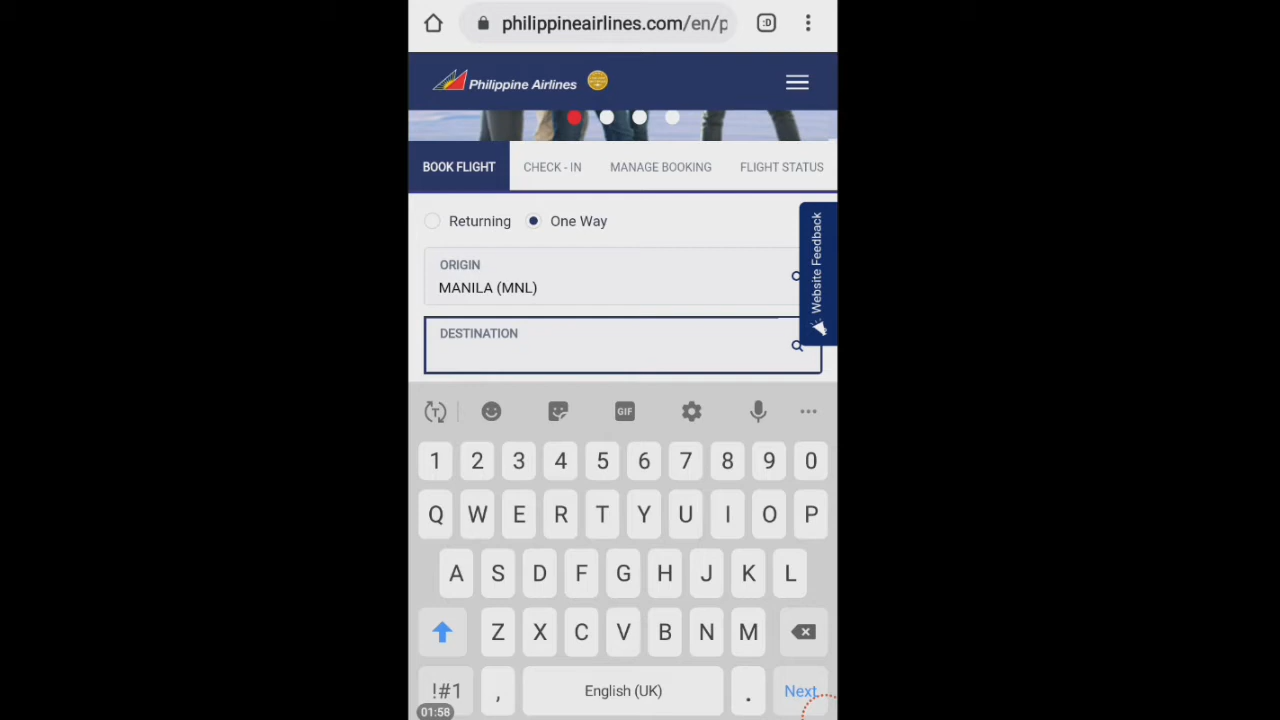 philippineairlines.com/en/p
:D
Philippine Airlines
BOOK FLIGHT CHECK - IN MANAGE BOOKING FLIGHT STATUS
Returning One Way
Website Feedback
ORIGIN
MANILA (MNL)
DESTINATION
T GIF
1 2 3 4 5 6 7 8 9 0
Q W E R T Y U I O P
A S D F G H J K L
Z X C V B N M
!#1 , English (UK) . Next
01:58